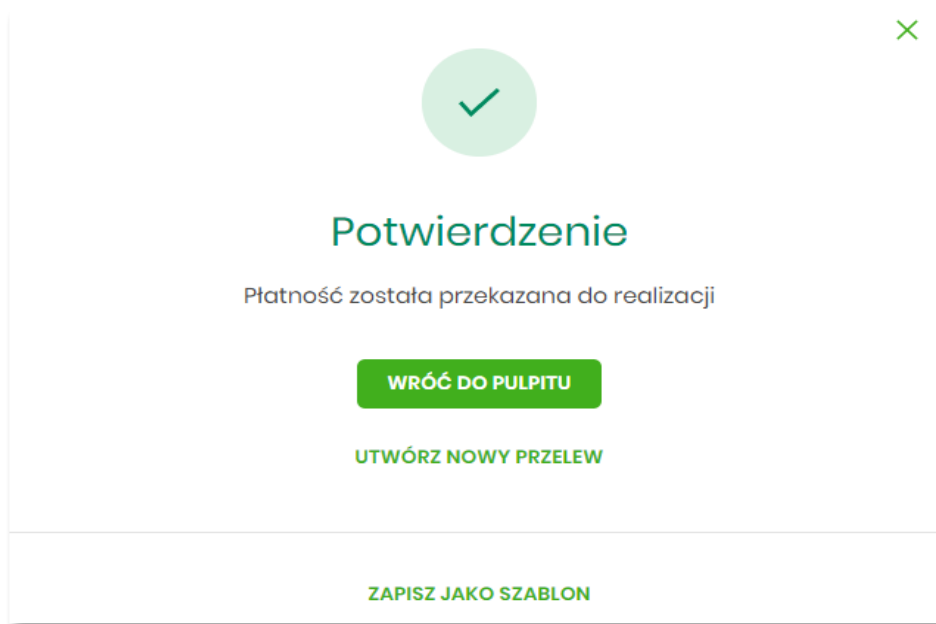 Potwierdzenie
Płatność została przekazana do realizacji
WRÓĆ DO PULPITU
UTWÓRZ NOWY PRZELEW
ZAPISZ JAKO SZABLON